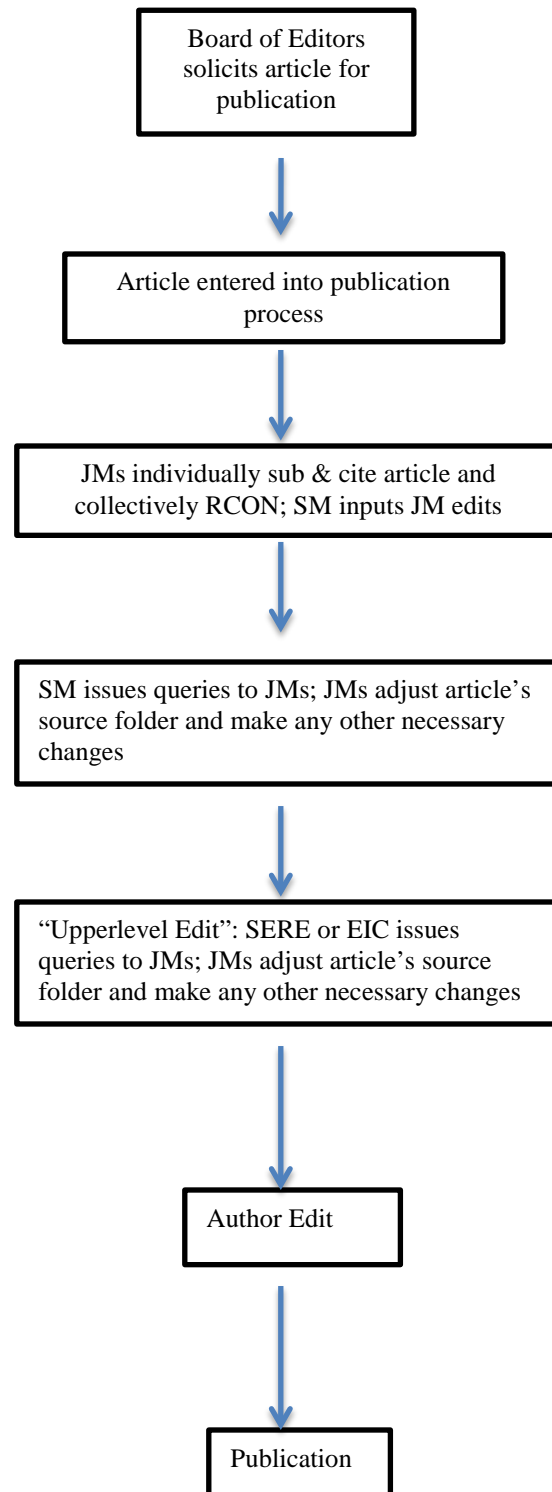 Board of Editors
solicits article for
publication
Article entered into publication
process
JMs individually sub & cite article and
collectively RCON; SM inputs JM edits
SM issues queries to JMs; JMs adjust article’s
source folder and make any other necessary
changes
“Upperlevel Edit”: SERE or EIC issues
queries to JMs; JMs adjust article’s source
folder and make any other necessary changes
Author Edit
Publication